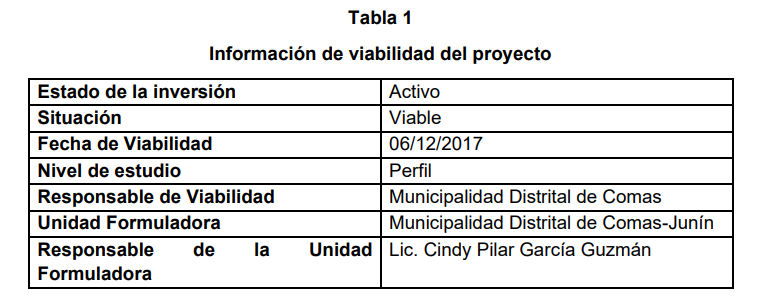 Tabla 1
Información de viabilidad del proyecto
Estado de la inversión Activo
Situación Viable
Fecha de Viabilidad 06/12/2017
Nivel de estudio Perfil
Responsable de Viabilidad Municipalidad Distrital de Comas
Unidad Formuladora Municipalidad Distrital de Comas-Junín
Responsable de la Unidad Lic. Cindy Pilar García Guzmán
Formuladora